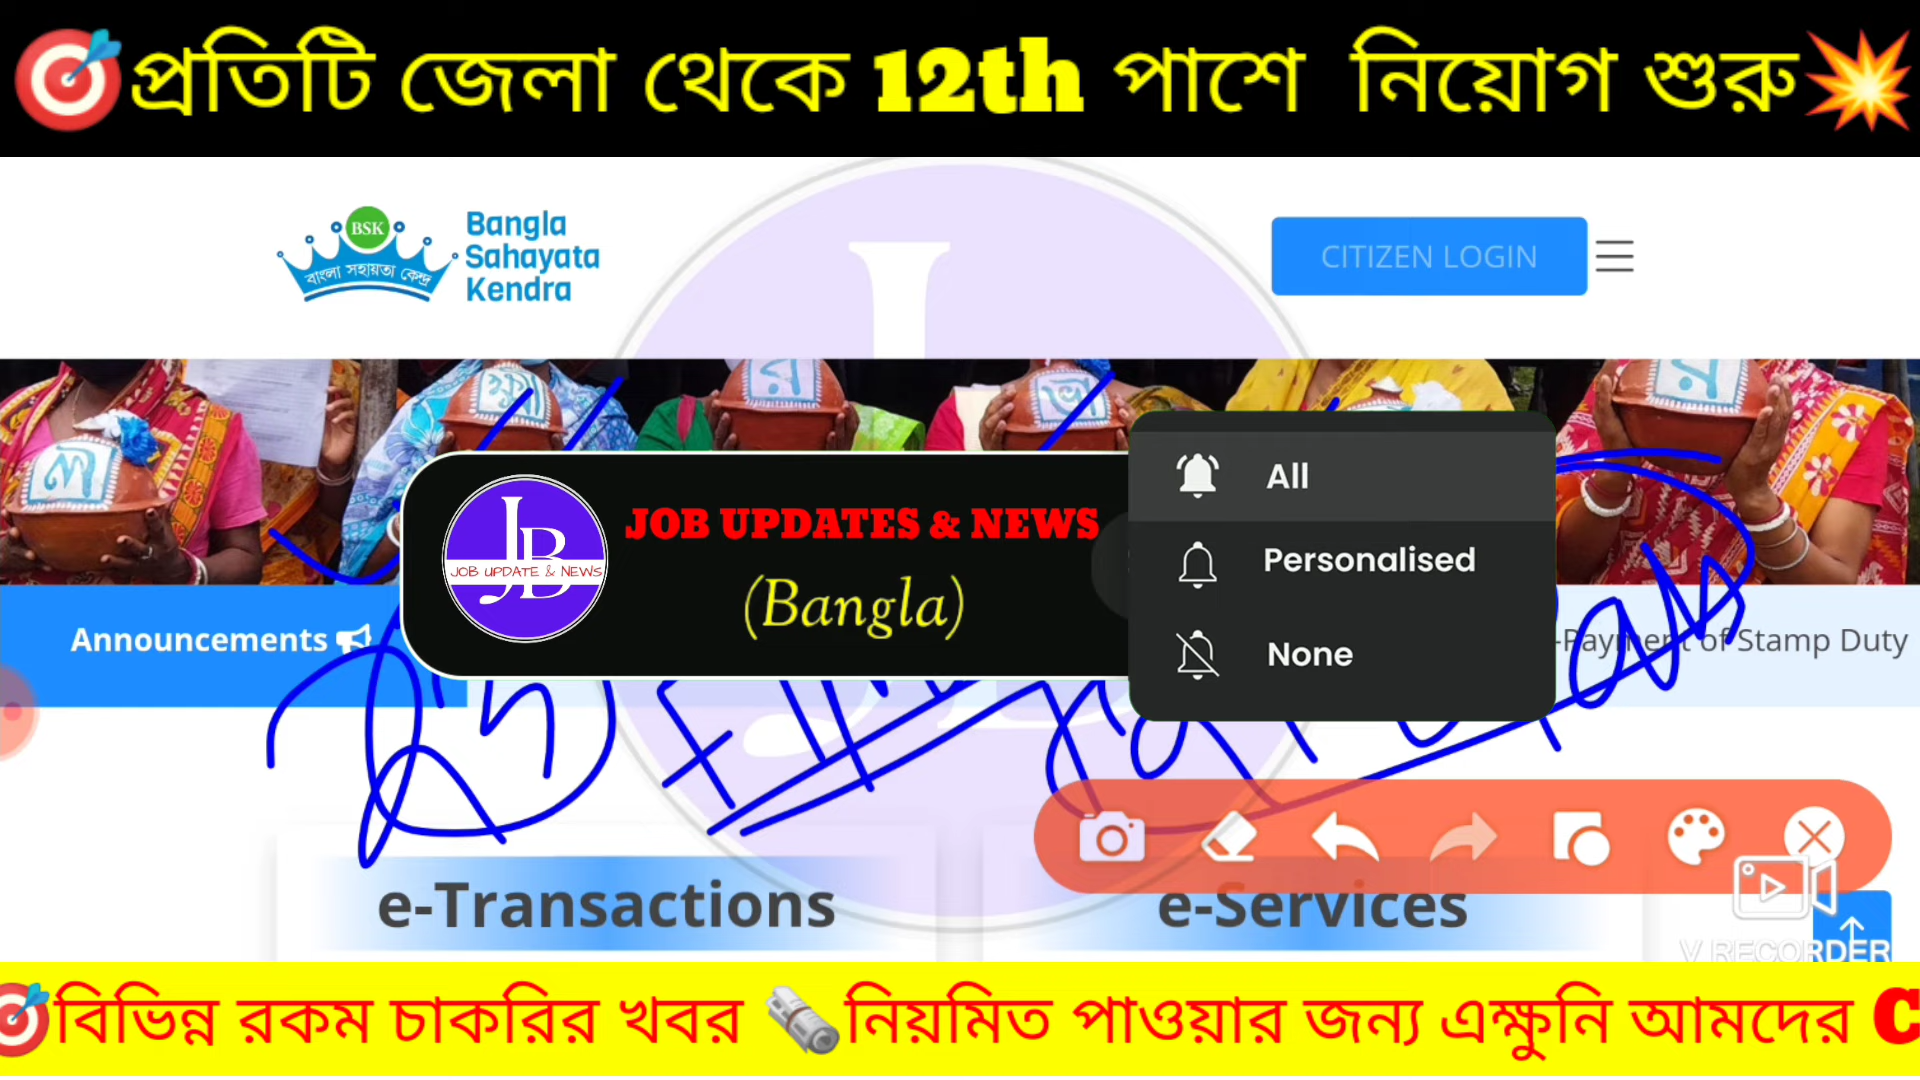 🎯প্রতিটি জেলা থেকে 12th পাশে নিয়োগ শুরু💥
BSK
বাংলা সহায়তা কেন্দ্র
Bangla
Sahayata
Kendra
CITIZEN LOGIN
ল
ক্ষ্মী
র
ভা
র
JB
JOB UPDATE & NEWS
JOB UPDATES & NEWS
(Bangla)
All
Personalised
None
Announcements
-Payment of Stamp Duty
e-Transactions
e-Services
V RECORDER
🎯বিভিন্ন রকম চাকরির খবর 🗞️নিয়মিত পাওয়ার জন্য এক্ষুনি আমদের C